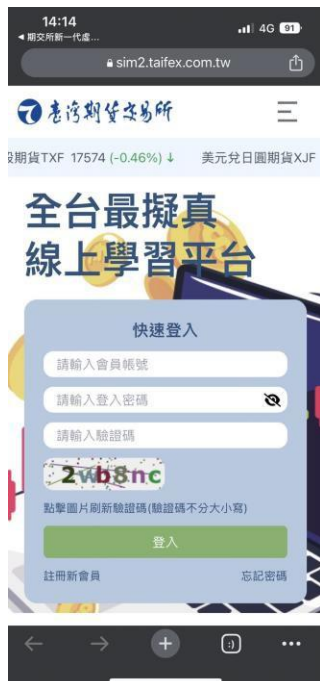 14:14
◀ 期交所新一代虛...
4G 91
sim2.taifex.com.tw
臺灣期貨交易所
期貨TXF 17574 (-0.46%)↓ 美元兌日圓期貨XJF
全台最擬真
線上學習平台
快速登入
請輸入會員帳號
請輸入登入密碼
請輸入驗證碼
2wb8nc
點擊圖片刷新驗證碼(驗證碼不分大小寫)
登入
註冊新會員 忘記密碼
:)